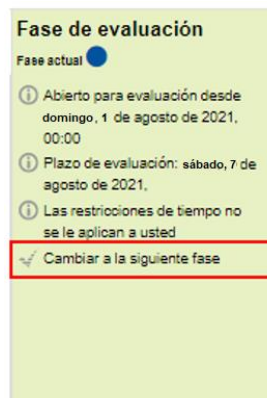 Fase de evaluación
Fase actual
Abierto para evaluación desde
domingo, 1 de agosto de 2021,
00:00
Plazo de evaluación: sábado, 7 de
agosto de 2021,
Las restricciones de tiempo no
se le aplican a usted
Cambiar a la siguiente fase